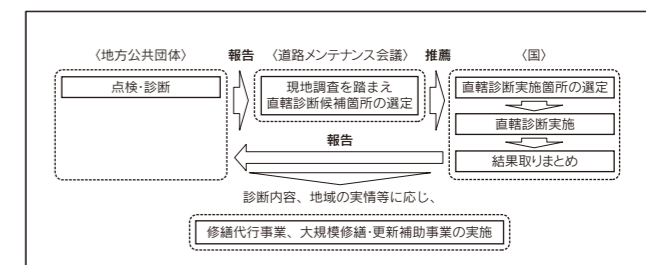 〈地方公共団体〉 報告 〈道路メンテナンス会議〉 推薦 〈国〉
点検・診断
現地調査を踏まえ
直轄診断候補箇所の選定
直轄診断実施箇所の選定
直轄診断実施
報告
結果取りまとめ
診断内容、地域の実情等に応じ、
修繕代行事業、大規模修繕・更新補助事業の実施